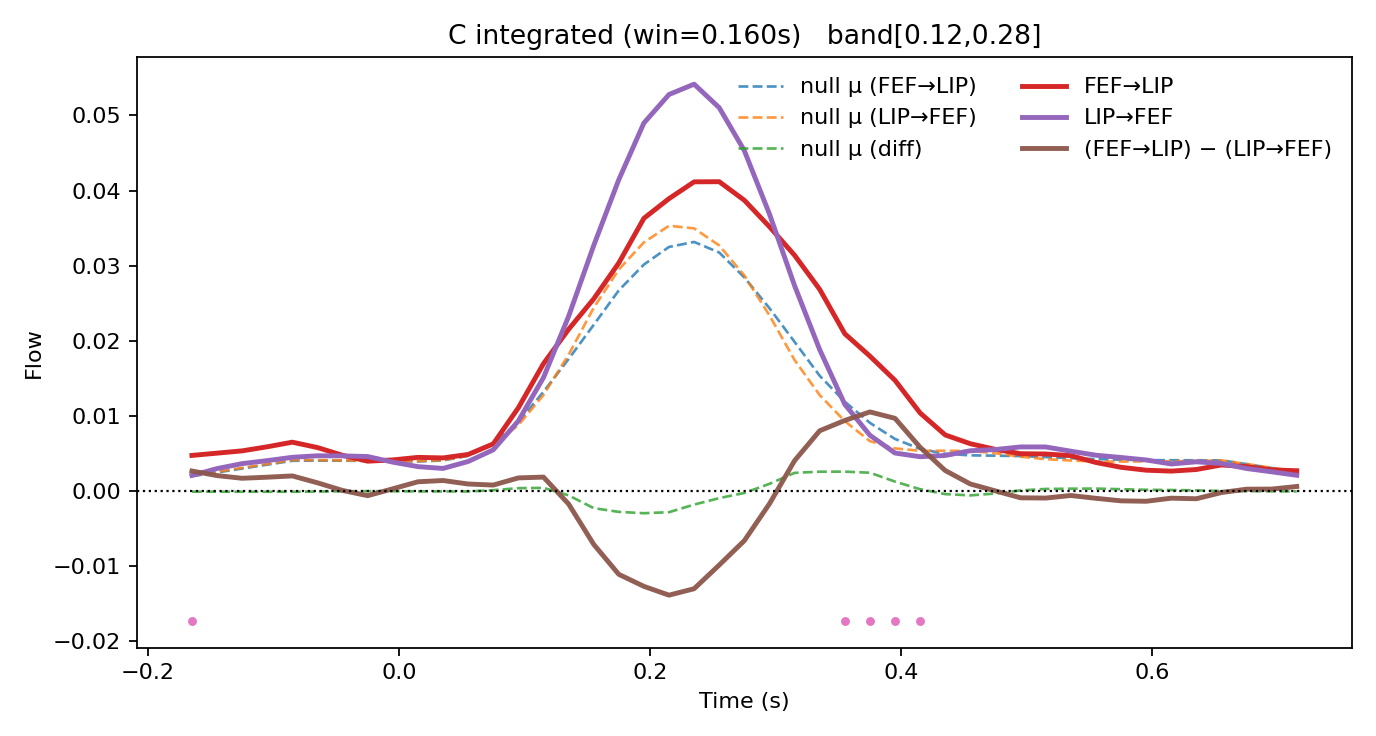 C integrated (win=0.160s)   band[0.12,0.28]
null μ (FEF→LIP)
null μ (LIP→FEF)
null μ (diff)
FEF→LIP
LIP→FEF
(FEF→LIP) − (LIP→FEF)
Flow
0.05
0.04
0.03
0.02
0.01
0.00
−0.01
−0.02
−0.2 0.0 0.2 0.4 0.6
Time (s)